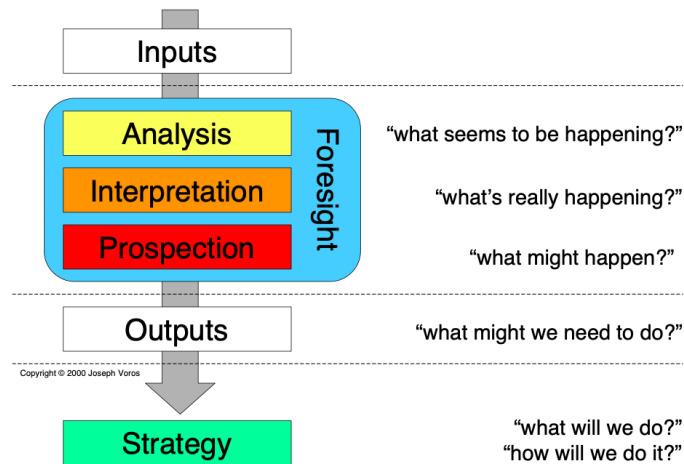 Inputs
Analysis
"what seems to be happening?"
Foresight
Interpretation
"what's really happening?"
Prospection
"what might happen?"
Outputs
"what might we need to do?"
Copyright © 2000 Joseph Voros
Strategy
"what will we do?"
"how will we do it?"